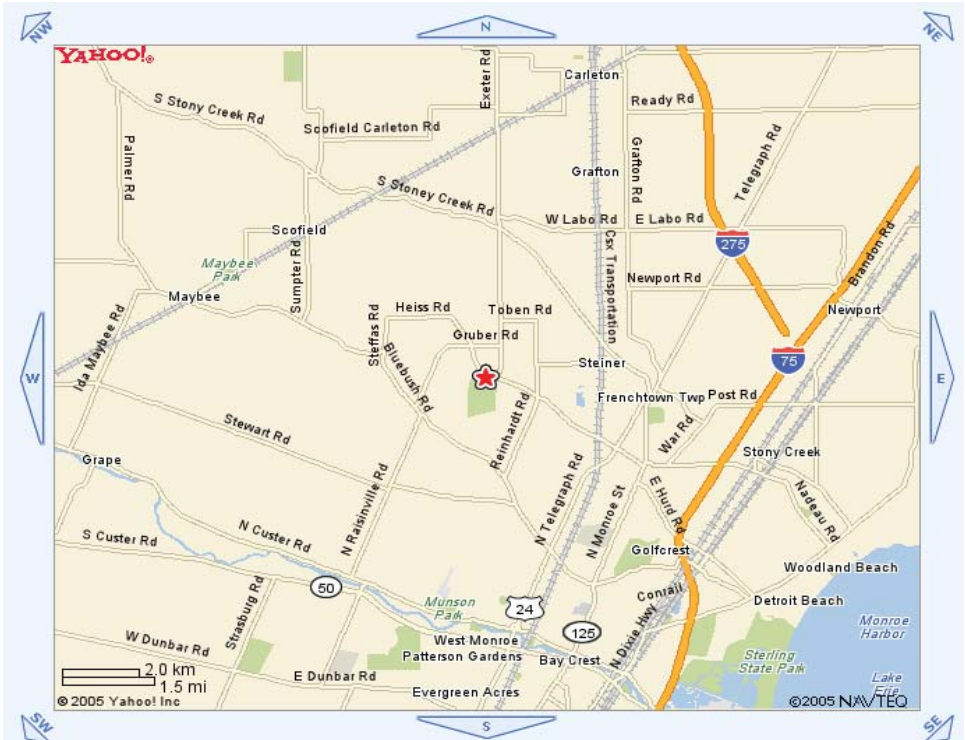 N
NW
NE
YAHOO!
Exeter Rd
Carleton
S Stony Creek Rd
Scofield Carleton Rd
Ready Rd
Palmer Rd
Grafton Rd
Telegraph Rd
Grafton
S Stoney Creek Rd
W Labo Rd
E Labo Rd
Scofield
275
Csx Transportation
Brandon Rd
Maybee
Park
Sumpter Rd
Newport Rd
Maybee
Heiss Rd
Toben Rd
Newport
Steffas Rd
Gruber Rd
Ida Maybee Rd
Bluebush Rd
Steiner
75
W
E
Frenchtown Twp
Post Rd
Reinhardt Rd
Stewart Rd
War Rd
Stony Creek
Grape
N Raisinville Rd
N Telegraph Rd
N Monroe St
E Hurd Rd
Nadeau Rd
N Custer Rd
S Custer Rd
Golfcrest
Woodland Beach
50
Strasburg Rd
Conrail
Munson
Park
24
Detroit Beach
125
N Dixie Hwy
Monroe
Harbor
W Dunbar Rd
West Monroe
Patterson Gardens
Bay Crest
Sterling
State Park
2.0 km
1.5 mi
E Dunbar Rd
Evergreen Acres
Lake
Erie
© 2005 Yahoo! Inc
©2005 NAVTEQ
SW
S
SE